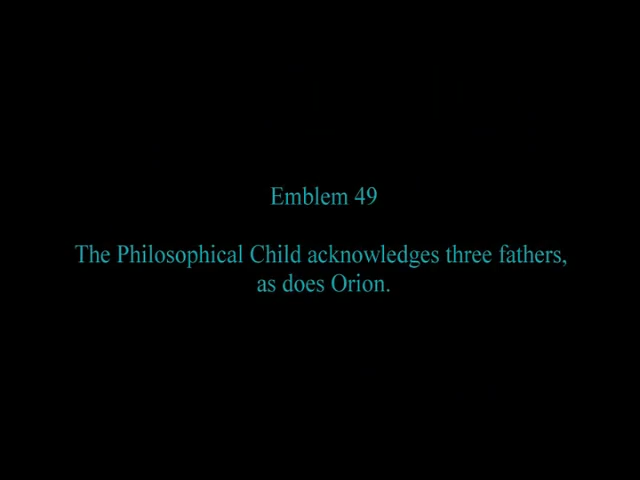 Emblem 49
The Philosophical Child acknowledges three fathers,
as does Orion.